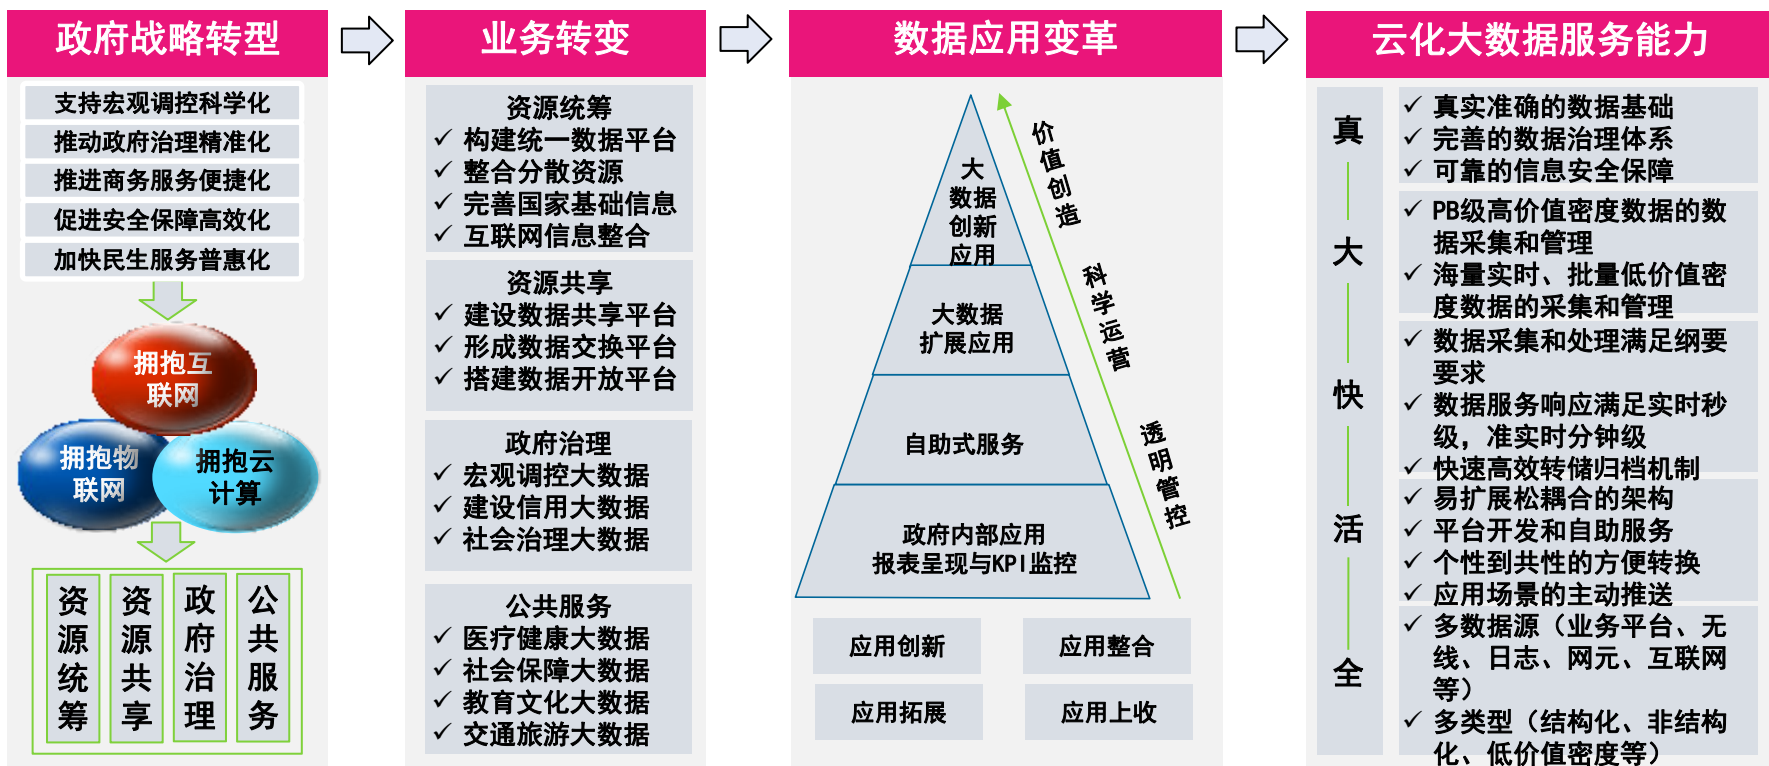 政府战略转型
支持宏观调控科学化
推动政府治理精准化
推进商务服务便捷化
促进安全保障高效化
加快民生服务普惠化
拥抱互
联网
拥抱物
联网
拥抱云
计算
资源统筹
资源共享
政府治理
公共服务
业务转变
资源统筹
✓ 构建统一数据平台
✓ 整合分散资源
✓ 完善国家基础信息
✓ 互联网信息整合
资源共享
✓ 建设数据共享平台
✓ 形成数据交换平台
✓ 搭建数据开放平台
政府治理
✓ 宏观调控大数据
✓ 建设信用大数据
✓ 社会治理大数据
公共服务
✓ 医疗健康大数据
✓ 社会保障大数据
✓ 教育文化大数据
✓ 交通旅游大数据
数据应用变革
大
数据
创新
应用
大数据
扩展应用
自助式服务
政府内部应用
报表呈现与KPI监控
价值创造
科学运营
透明管控
应用创新
应用整合
应用拓展
应用上收
云化大数据服务能力
真
大
快
活
全
✓ 真实准确的数据基础
✓ 完善的数据治理体系
✓ 可靠的信息安全保障
✓ PB级高价值密度数据的数
据采集和管理
✓ 海量实时、批量低价值密
度数据的采集和管理
✓ 数据采集和处理满足纲要
要求
✓ 数据服务响应满足实时秒
级，准实时分钟级
✓ 快速高效转储归档机制
✓ 易扩展松耦合的架构
✓ 平台开发和自助服务
✓ 个性到共性的方便转换
✓ 应用场景的主动推送
✓ 多数据源（业务平台、无
线、日志、网元、互联网
等）
✓ 多类型（结构化、非结构
化、低价值密度等）